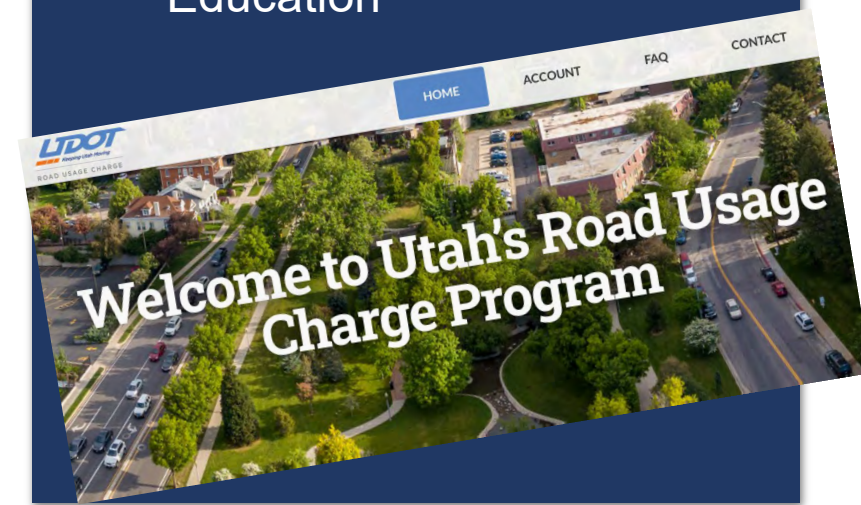 Education
HOME
ACCOUNT
FAQ
CONTACT
UDOT
Keeping Utah Moving
ROAD USAGE CHARGE
Welcome to Utah's Road Usage
Charge Program